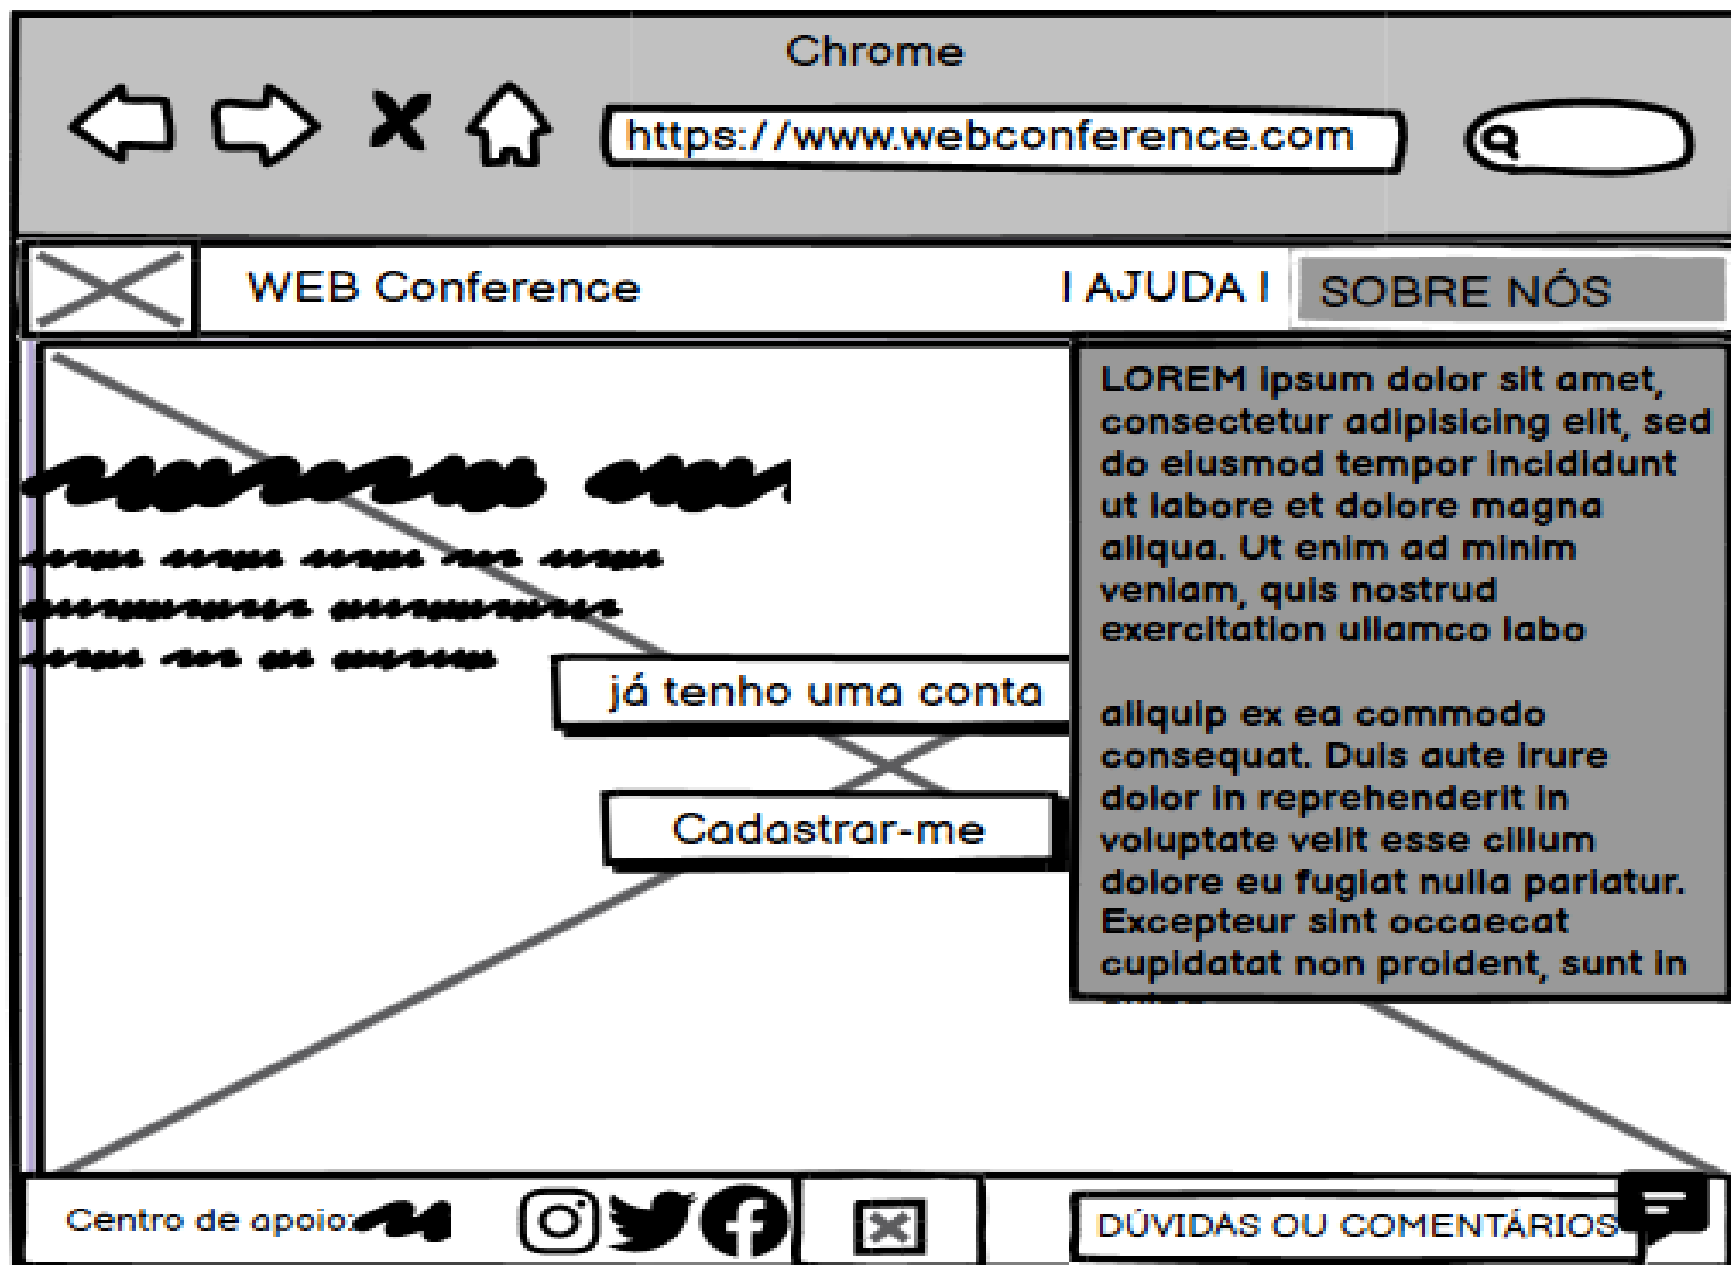 Chrome
https://www.webconference.com
WEB Conference
| AJUDA |
SOBRE NÓS
LOREM ipsum dolor sit amet,
consectetur adipisicing elit, sed
do eiusmod tempor incididunt
ut labore et dolore magna
aliqua. Ut enim ad minim
veniam, quis nostrud
exercitation ullamco labo
aliquip ex ea commodo
consequat. Duis aute irure
dolor in reprehenderit in
voluptate velit esse cillum
dolore eu fugiat nulla pariatur.
Excepteur sint occaecat
cupidatat non proident, sunt in
já tenho uma conta
Cadastrar-me
Centro de apoio:
DÚVIDAS OU COMENTÁRIOS